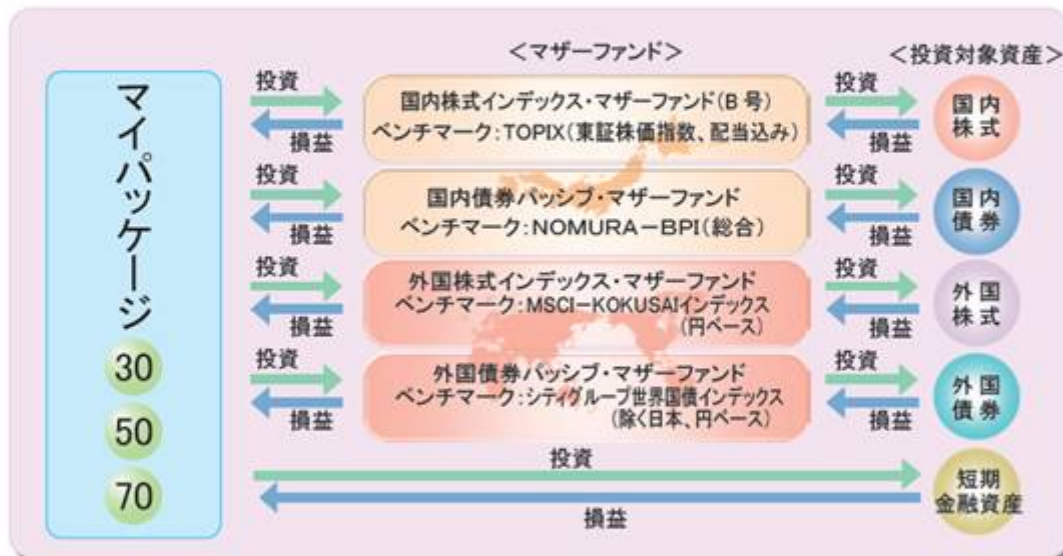 <マザーファンド>
<投資対象資産>
マイパッケージ
30
50
70
投資
損益
国内株式インデックス・マザーファンド(B号)
ベンチマーク:TOPIX(東証株価指数、配当込み)
投資
損益
国内
株式
投資
損益
国内債券パッシブ・マザーファンド
ベンチマーク:NOMURA-BPI(総合)
投資
損益
国内
債券
投資
損益
外国株式インデックス・マザーファンド
ベンチマーク:MSCI-KOKUSAIインデックス
(円ベース)
投資
損益
外国
株式
投資
損益
外国債券パッシブ・マザーファンド
ベンチマーク:シティグループ世界国債インデックス
(除く日本、円ベース)
投資
損益
外国
債券
投資
損益
短期
金融資産